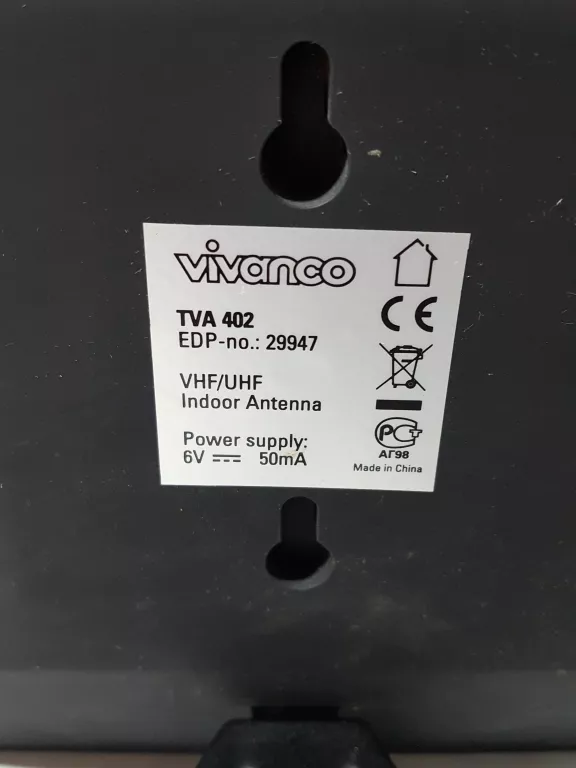 vivanco
TVA 402
EDP-no.: 29947
VHF/UHF
Indoor Antenna
Power supply:
6V ⎓ 50mA
CE
РСТ
АГ98
Made in China